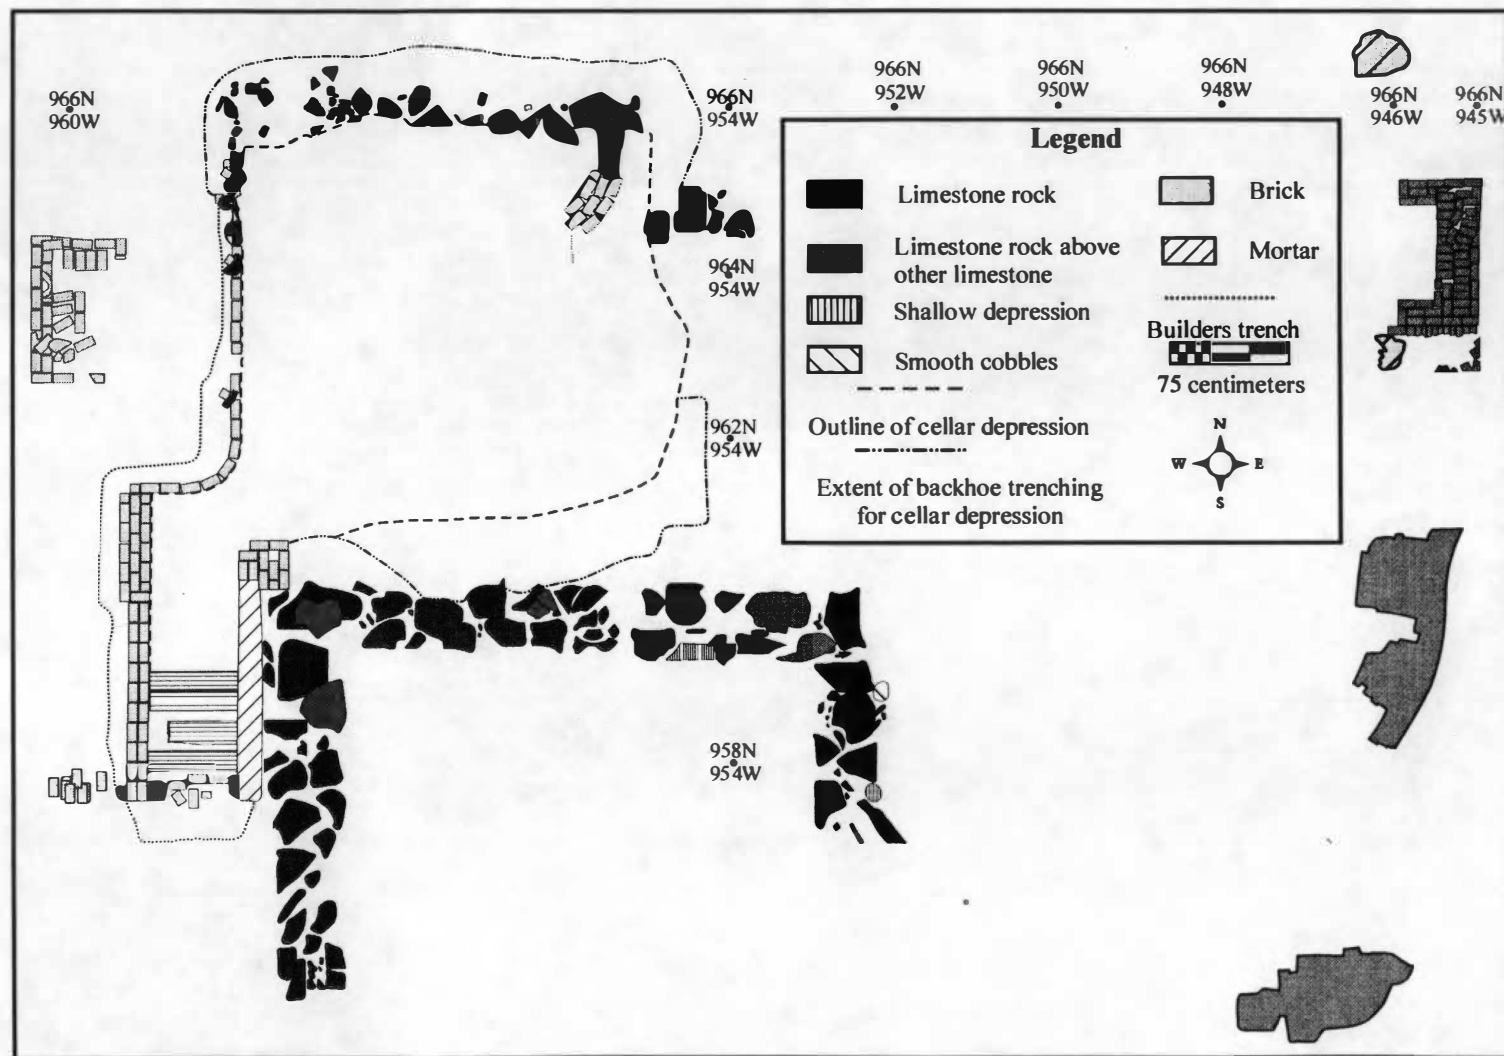 966N
960W
966N
954W
966N
952W
966N
950W
966N
948W
966N
946W
966N
945W
964N
954W
962N
954W
958N
954W
Legend
Limestone rock
Limestone rock above
other limestone
Shallow depression
Smooth cobbles
Outline of cellar depression
Extent of backhoe trenching
for cellar depression
Brick
Mortar
Builders trench
75 centimeters
N
W E
S